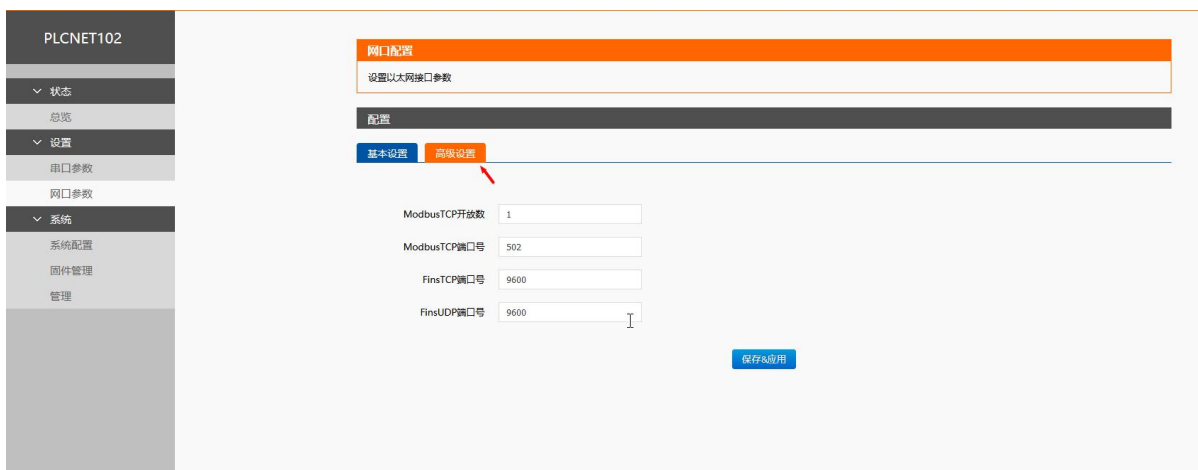 PLCNET102
状态
总览
设置
串口参数
网口参数
系统
系统配置
固件管理
管理
网口配置
设置以太网接口参数
配置
基本设置 高级设置
ModbusTCP开放数 1
ModbusTCP端口号 502
FinsTCP端口号 9600
FinsUDP端口号 9600
保存&应用